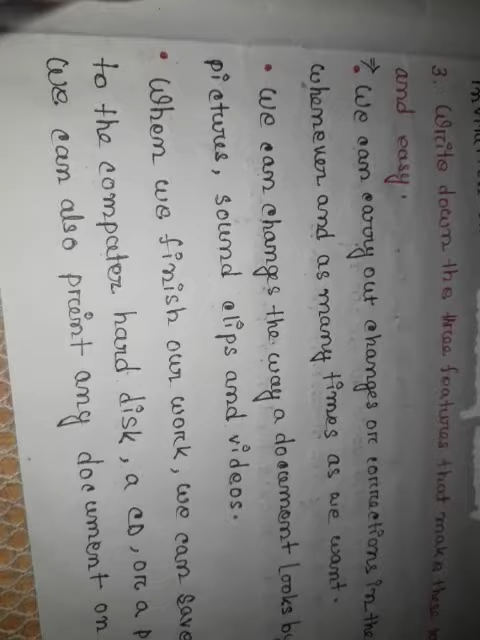 3. Write down the three features that make these
and easy.
⇒ • We can carry out changes or corrections in the
whenever and as many times as we want.
• We can changes the way a document looks by
pictures, sound clips and videos.
• When we finish our work, we can save
to the computer hard disk, a CD, or a p
We can also print any document on